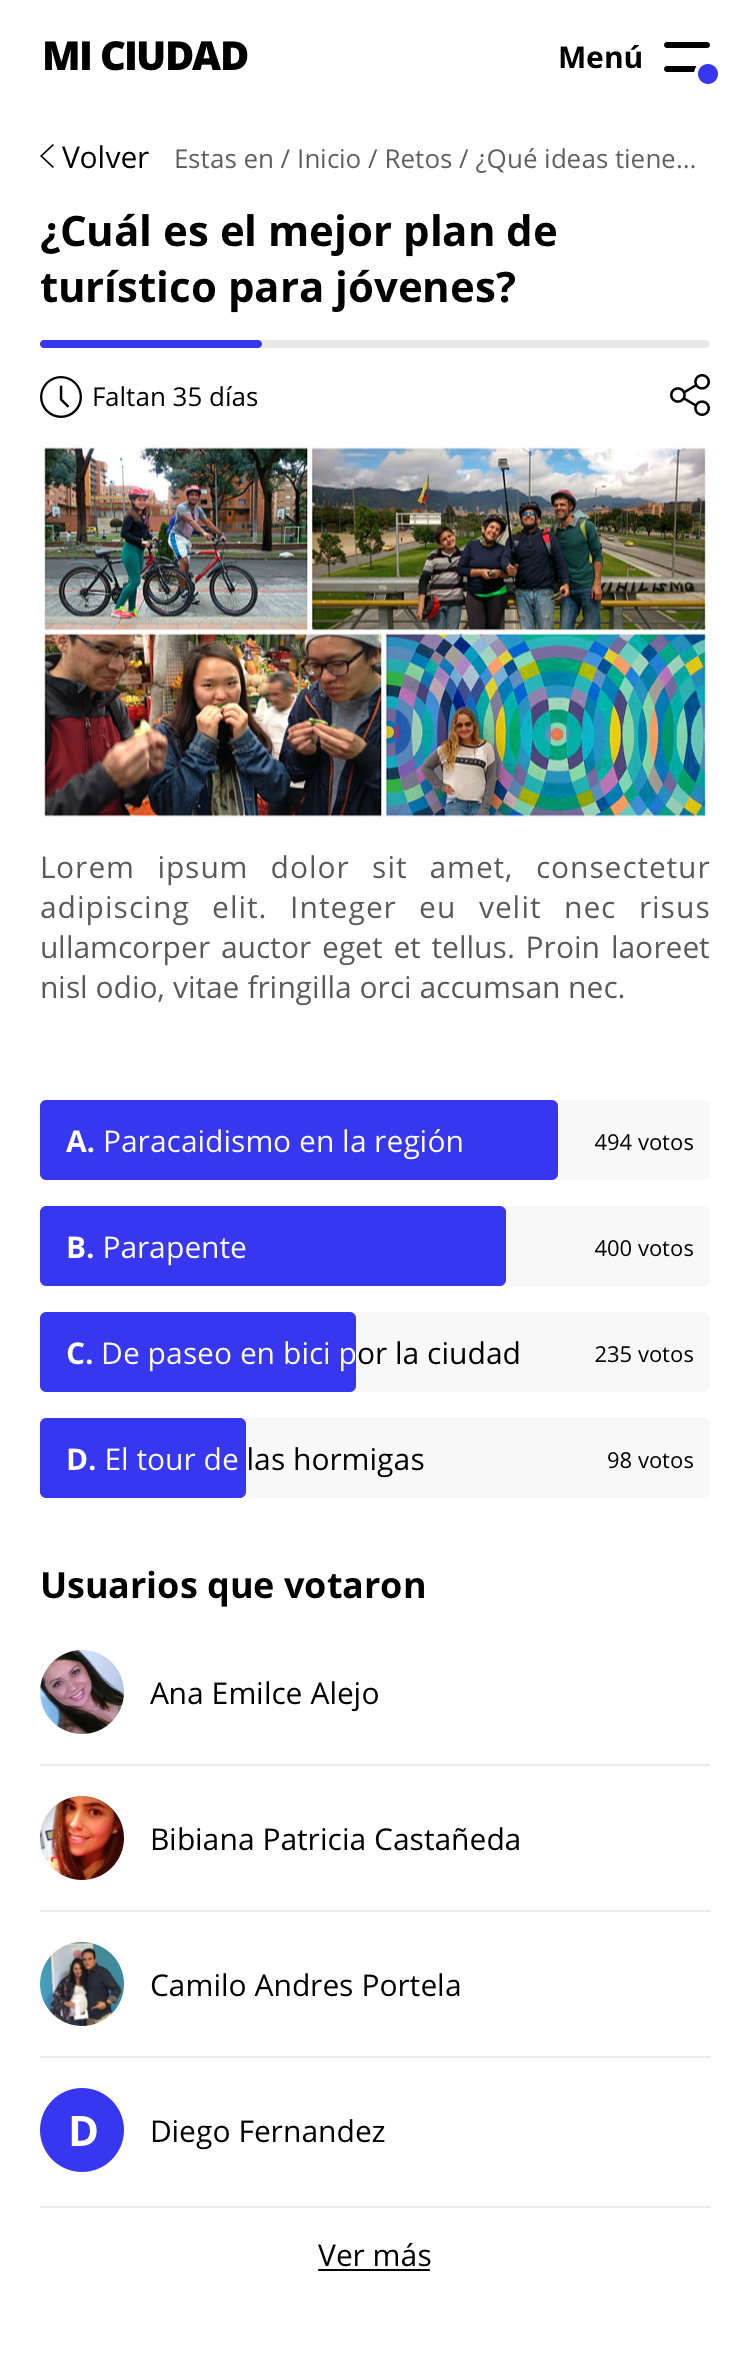 MI CIUDAD
Menú
Volver
Estas en / Inicio / Retos / ¿Qué ideas tiene...
¿Cuál es el mejor plan de
turístico para jóvenes?
Faltan 35 días
NIHILISMO
Lorem ipsum dolor sit amet, consectetur
adipiscing elit. Integer eu velit nec risus
ullamcorper auctor eget et tellus. Proin laoreet
nisl odio, vitae fringilla orci accumsan nec.
A. Paracaidismo en la región
494 votos
B. Parapente
400 votos
C. De paseo en bici por la ciudad
235 votos
D. El tour de las hormigas
98 votos
Usuarios que votaron
Ana Emilce Alejo
Bibiana Patricia Castañeda
Camilo Andres Portela
D
Diego Fernandez
Ver más